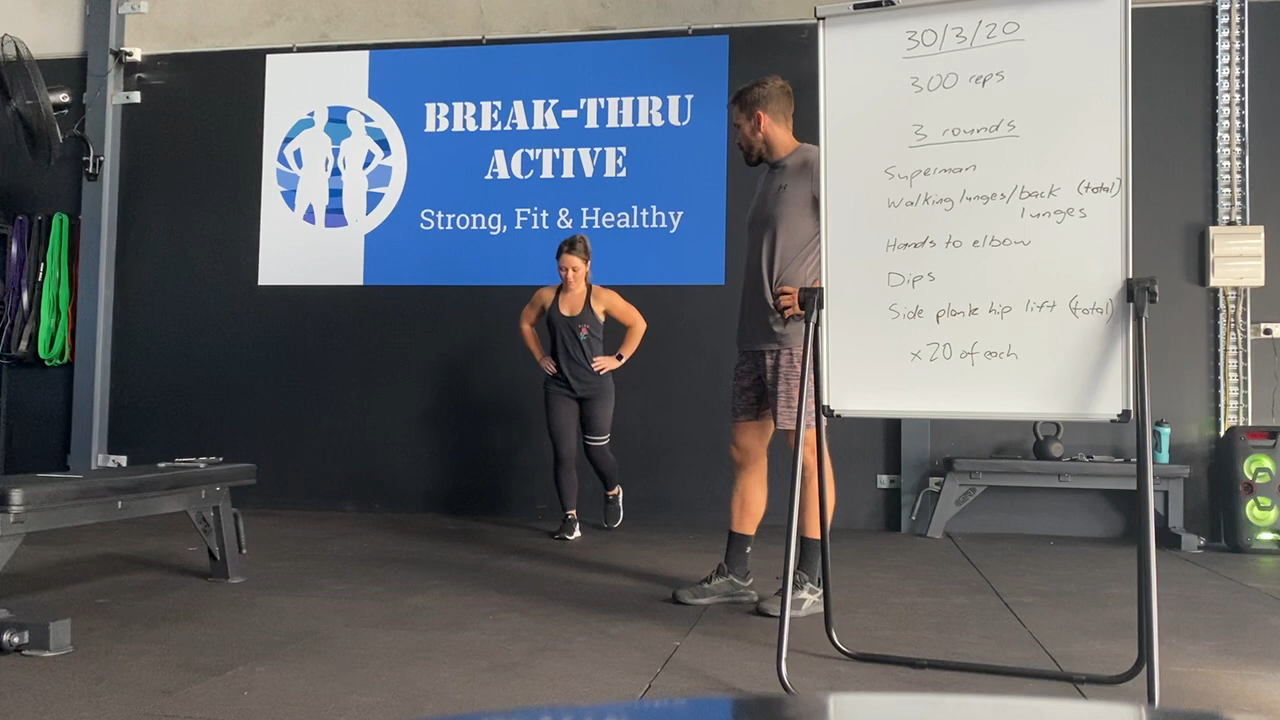 BREAK-THRU
ACTIVE
Strong, Fit & Healthy
30/3/20
300 reps
3 rounds
Superman
Walking lunges/back (total)
lunges
Hands to elbow
Dips
Side plank hip lift (total)
x20 of each